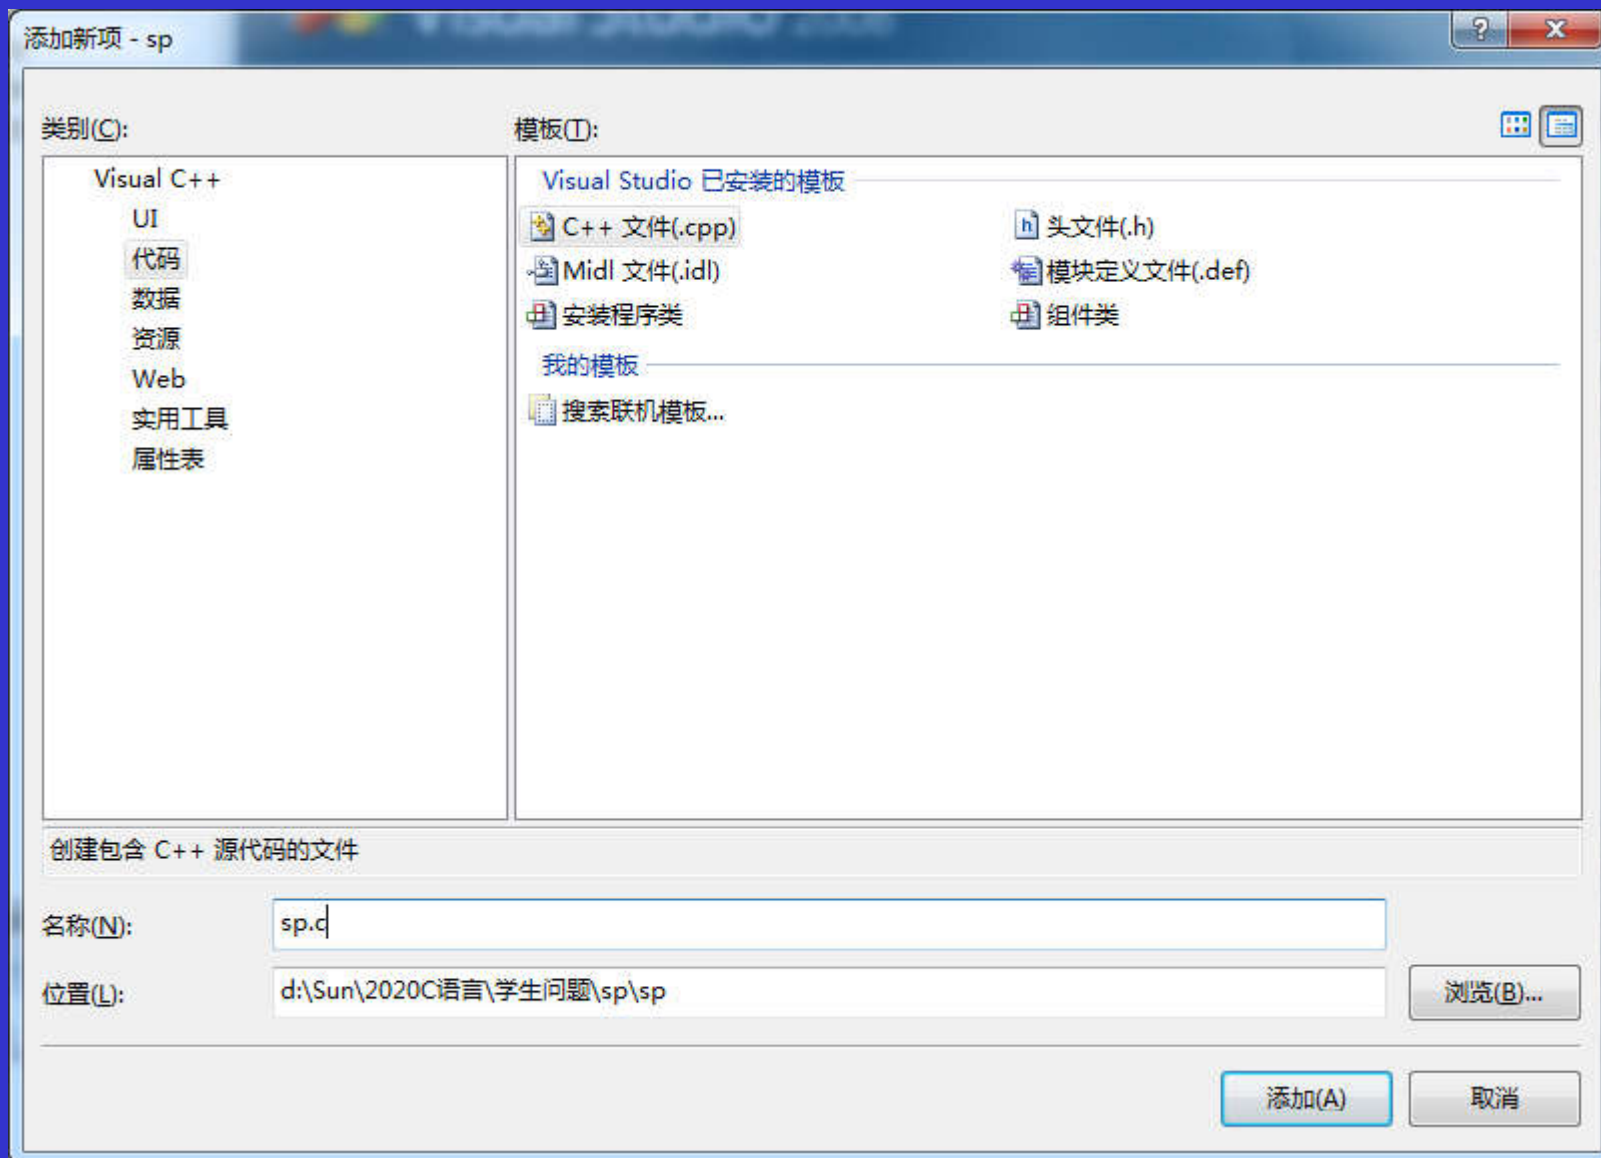 Visual Studio 2008
添加新项 - sp
类别(C):
模板(T):
Visual C++
UI
代码
数据
资源
Web
实用工具
属性表
Visual Studio 已安装的模板
C++ 文件(.cpp)
头文件(.h)
Midl 文件(.idl)
模块定义文件(.def)
安装程序类
组件类
我的模板
搜索联机模板...
创建包含 C++ 源代码的文件
名称(N):
sp.c
位置(L):
d:\Sun\2020C语言\学生问题\sp\sp
浏览(B)...
添加(A)
取消